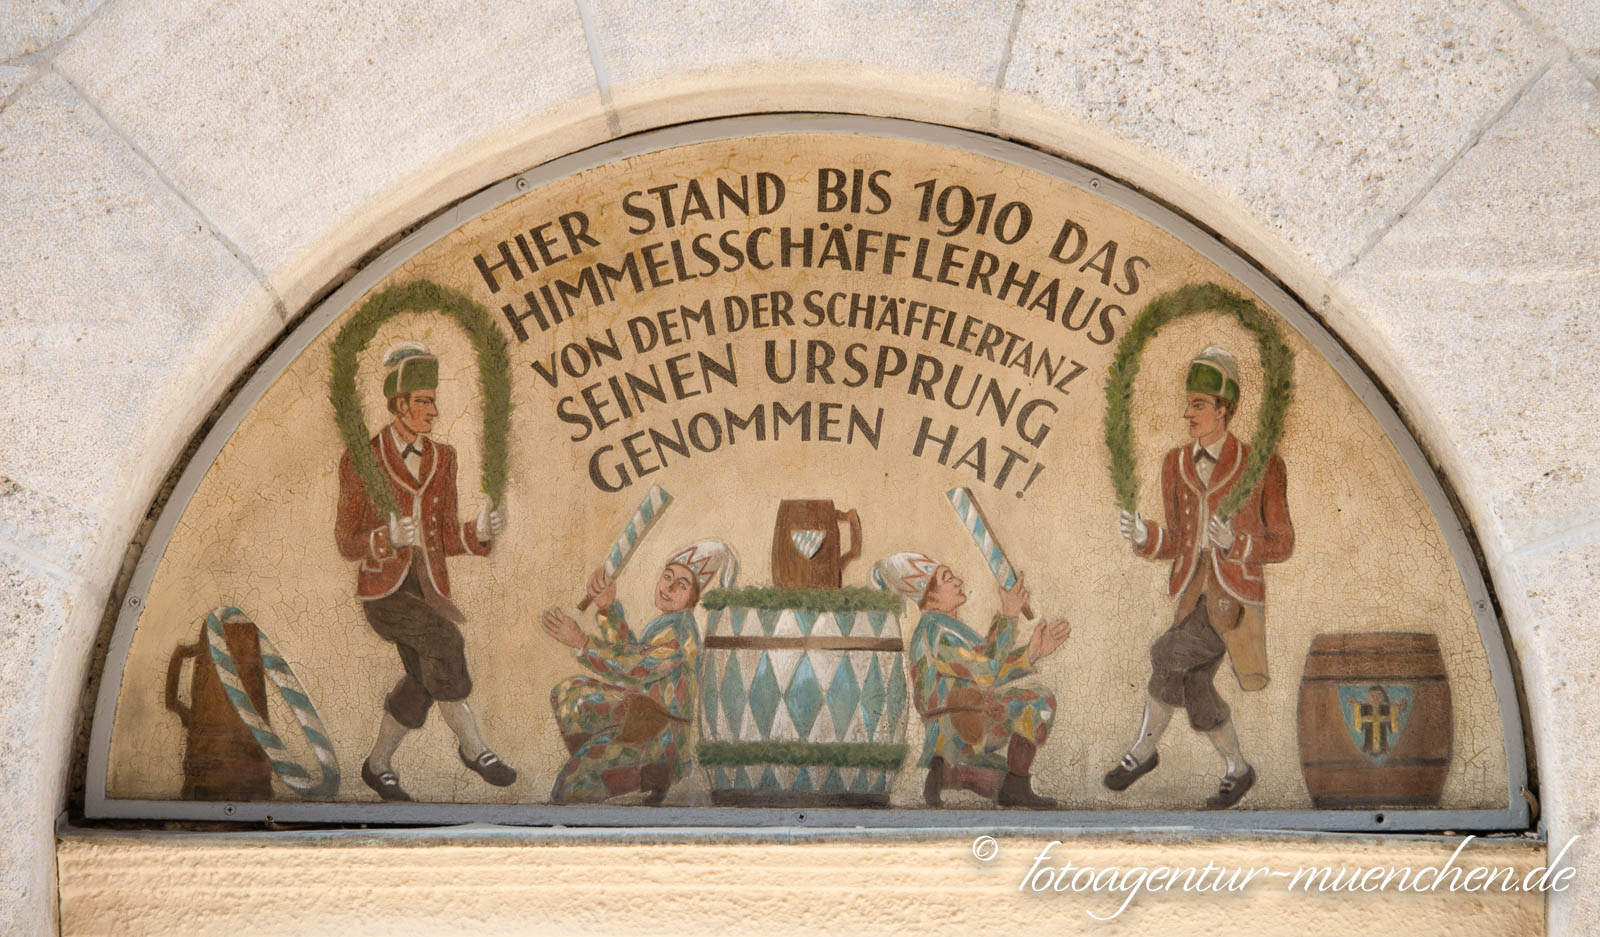 HIER STAND BIS 1910 DAS
HIMMELSSCHÄFFLERHAUS
VON DEM DER SCHÄFFLERTANZ
SEINEN URSPRUNG
GENOMMEN HAT!
© fotoagentur-muenchen.de